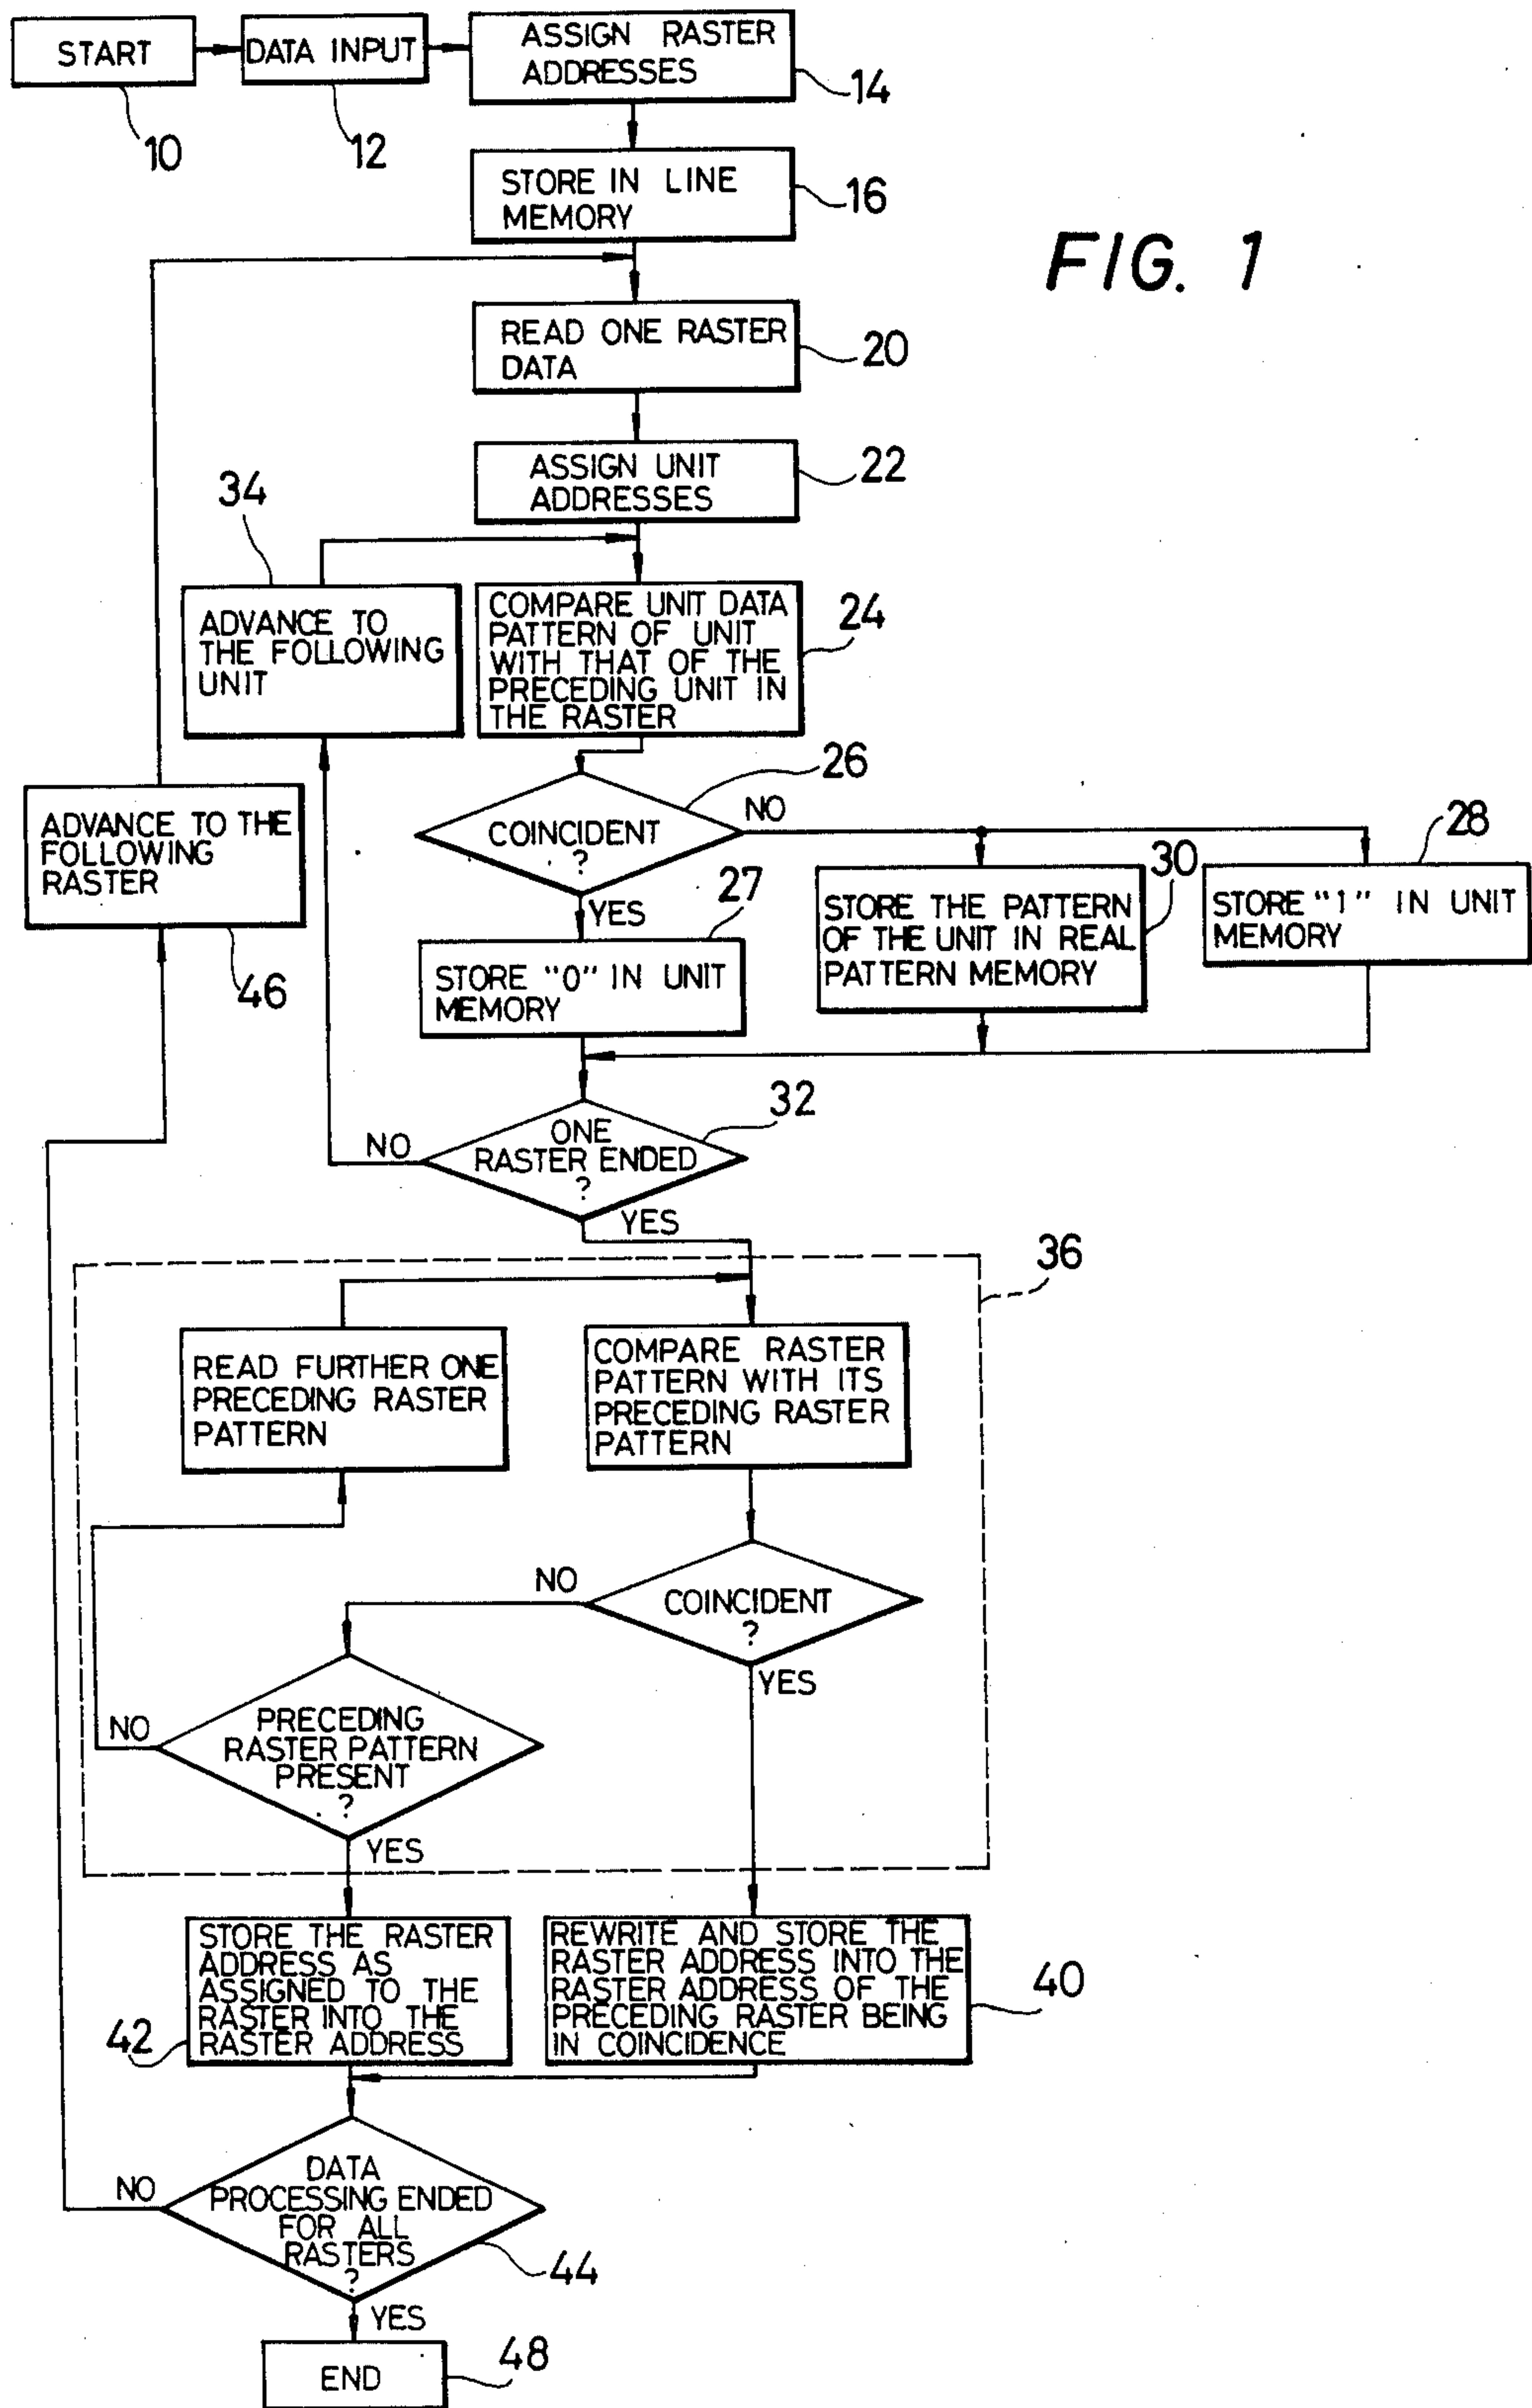 START
DATA INPUT
ASSIGN RASTER
ADDRESSES
14
10
12
STORE IN LINE
MEMORY
16
FIG. 1
READ ONE RASTER
DATA
20
ASSIGN UNIT
ADDRESSES
22
34
ADVANCE TO
THE FOLLOWING
UNIT
COMPARE UNIT DATA
PATTERN OF UNIT
WITH THAT OF THE
PRECEDING UNIT IN
THE RASTER
24
26
COINCIDENT
?
NO
YES
ADVANCE TO THE
FOLLOWING
RASTER
46
27
STORE "0" IN UNIT
MEMORY
30
STORE THE PATTERN
OF THE UNIT IN REAL
PATTERN MEMORY
28
STORE "1" IN UNIT
MEMORY
32
ONE
RASTER ENDED
?
NO
YES
36
READ FURTHER ONE
PRECEDING RASTER
PATTERN
COMPARE RASTER
PATTERN WITH ITS
PRECEDING RASTER
PATTERN
NO
COINCIDENT
?
YES
NO
PRECEDING
RASTER PATTERN
PRESENT
?
YES
STORE THE RASTER
ADDRESS AS
ASSIGNED TO THE
RASTER INTO THE
RASTER ADDRESS
42
REWRITE AND STORE THE
RASTER ADDRESS INTO THE
RASTER ADDRESS OF THE
PRECEDING RASTER BEING
IN COINCIDENCE
40
NO
DATA
PROCESSING ENDED
FOR ALL
RASTERS
?
44
YES
END
48